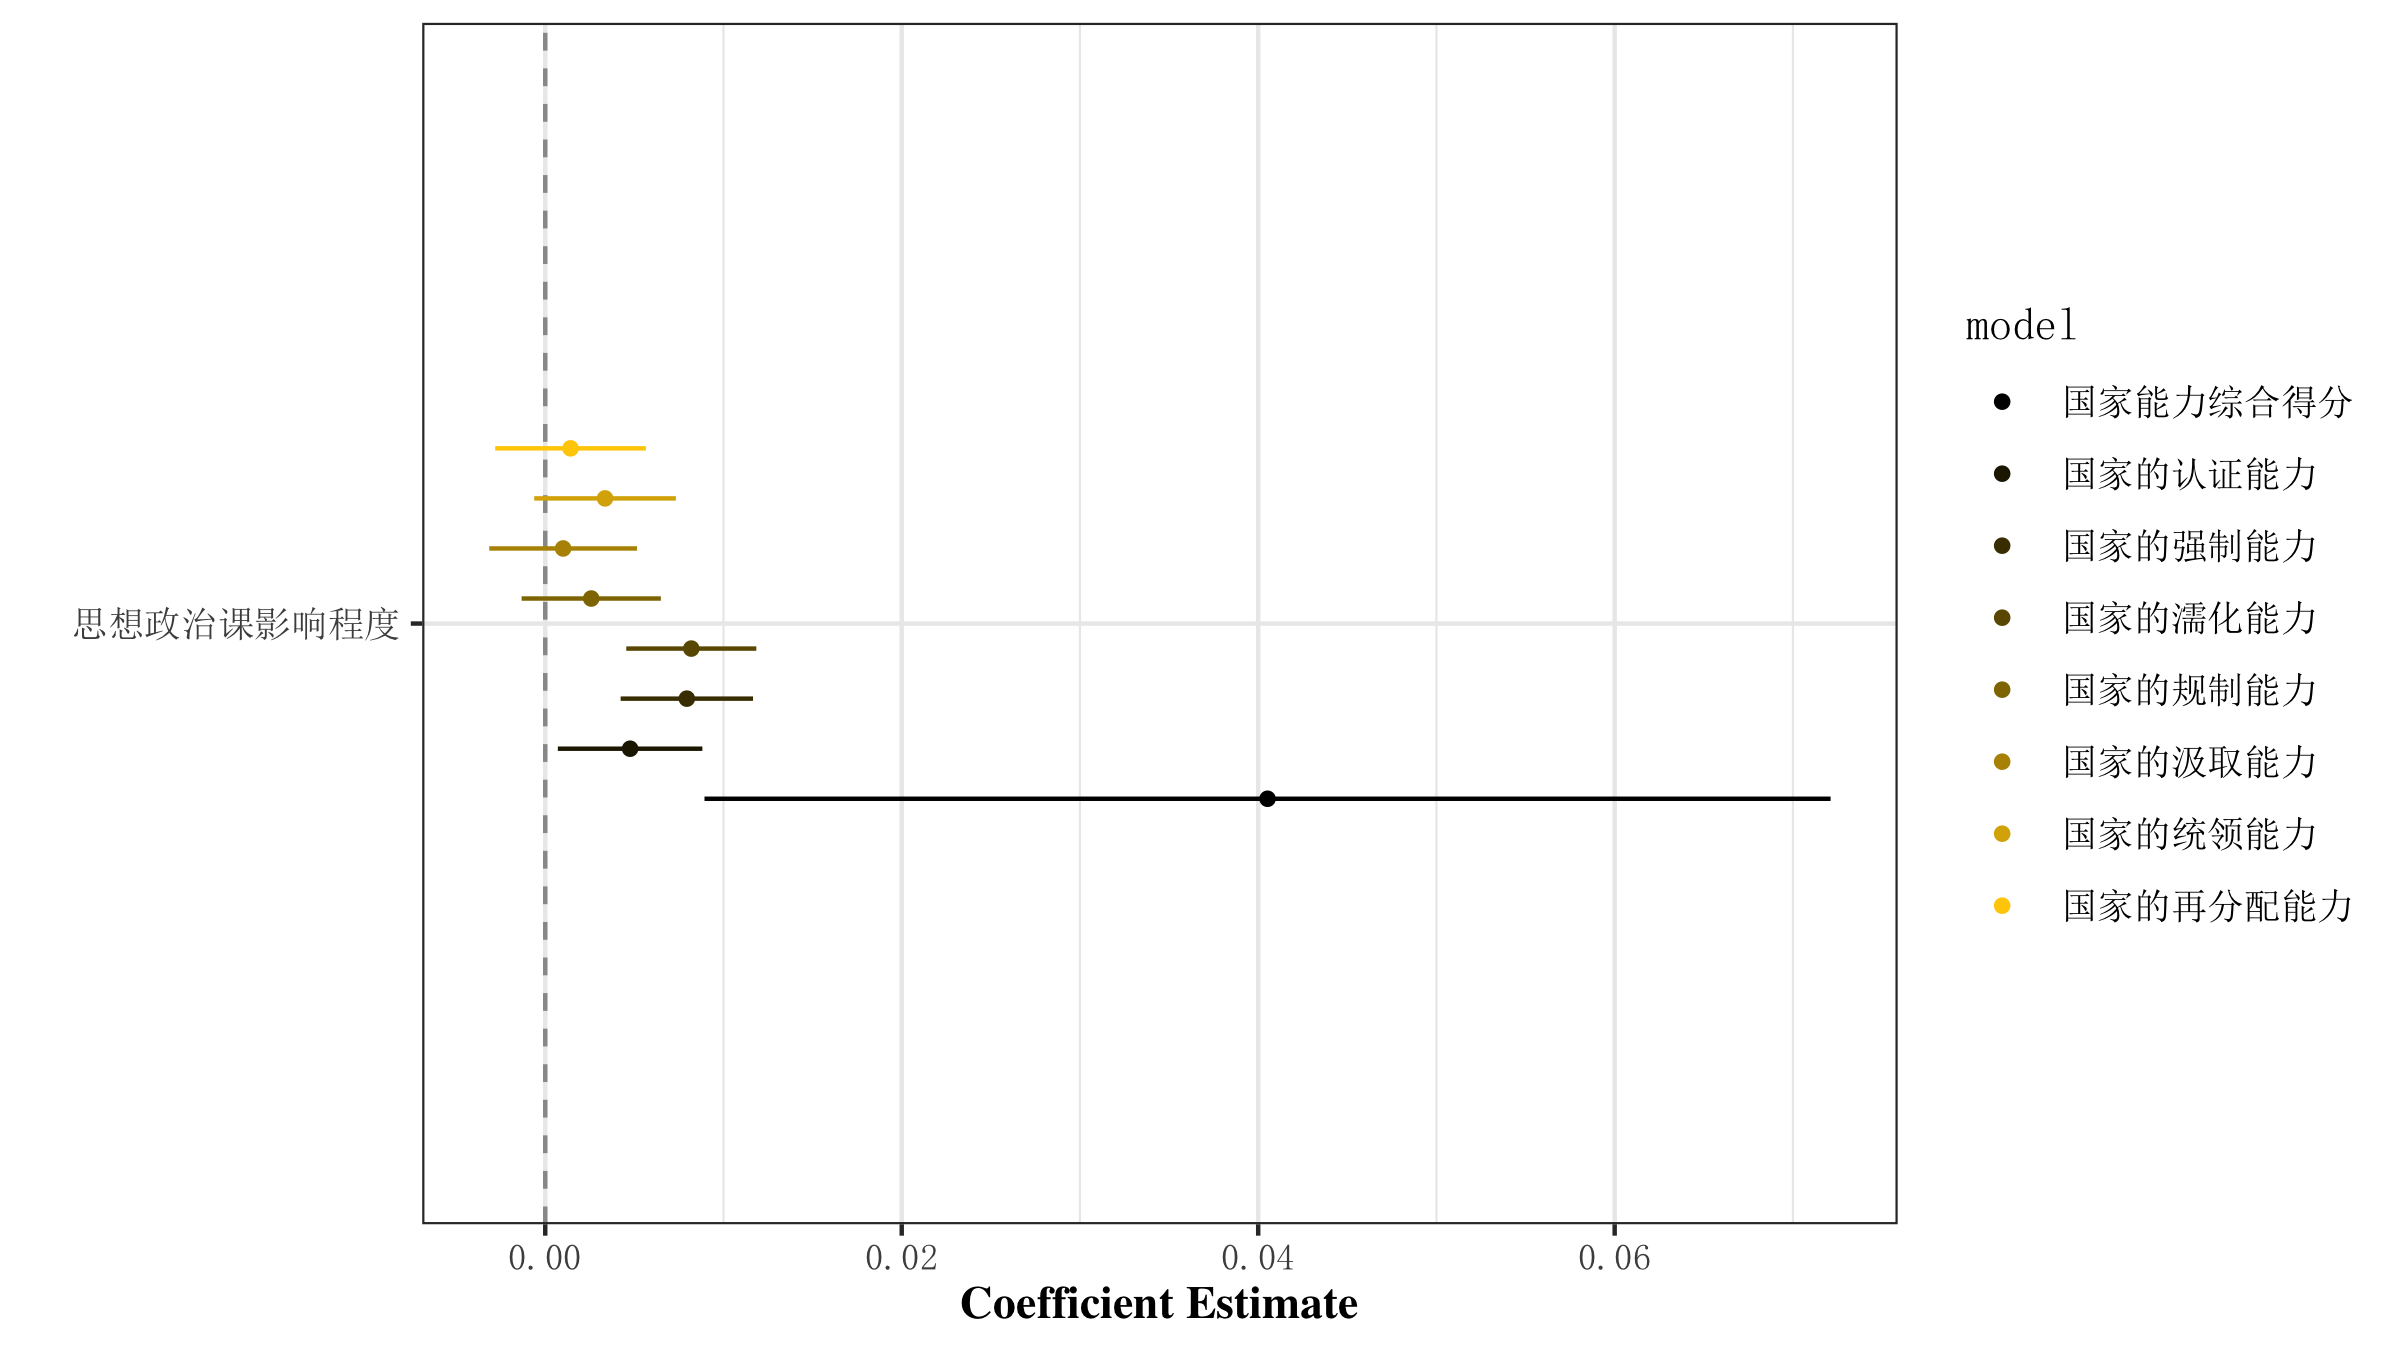 思想政治课影响程度
0.00
0.02
0.04
0.06
Coefficient Estimate
model
国家能力综合得分
国家的认证能力
国家的强制能力
国家的濡化能力
国家的规制能力
国家的汲取能力
国家的统领能力
国家的再分配能力